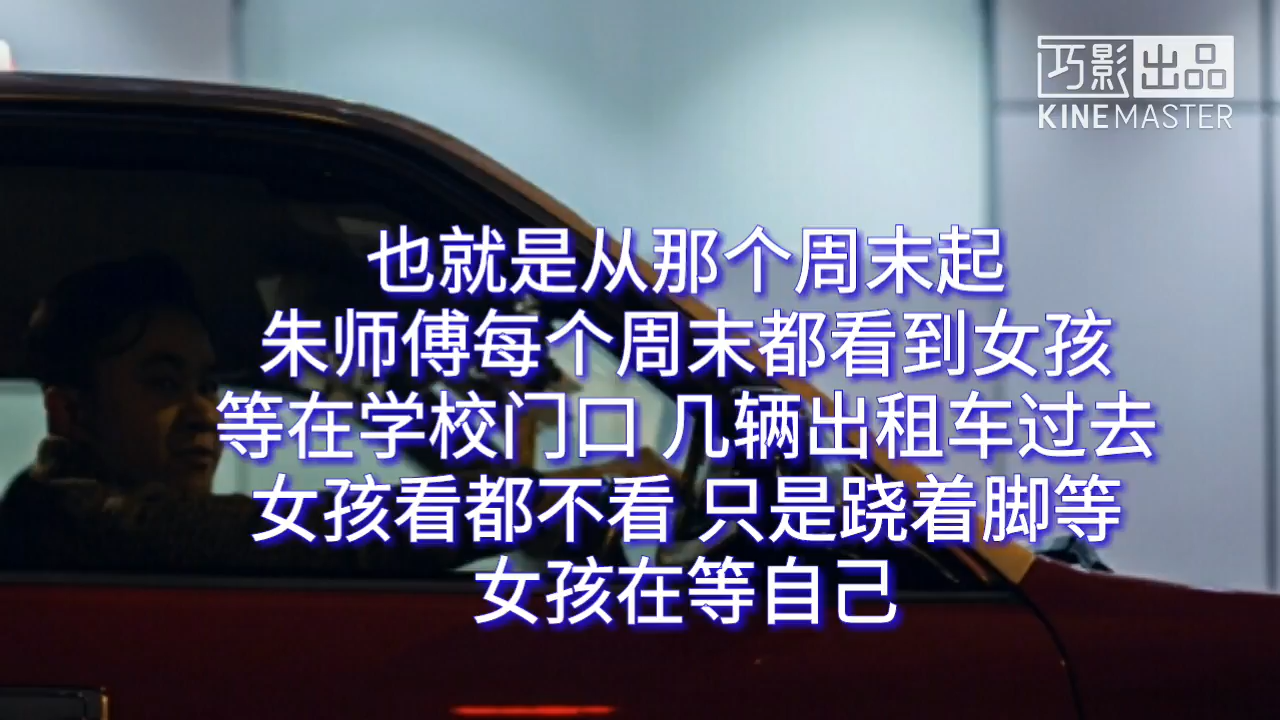 巧影出品
KINEMASTER
也就是从那个周末起
朱师傅每个周末都看到女孩
等在学校门口 几辆出租车过去
女孩看都不看 只是跷着脚等
女孩在等自己